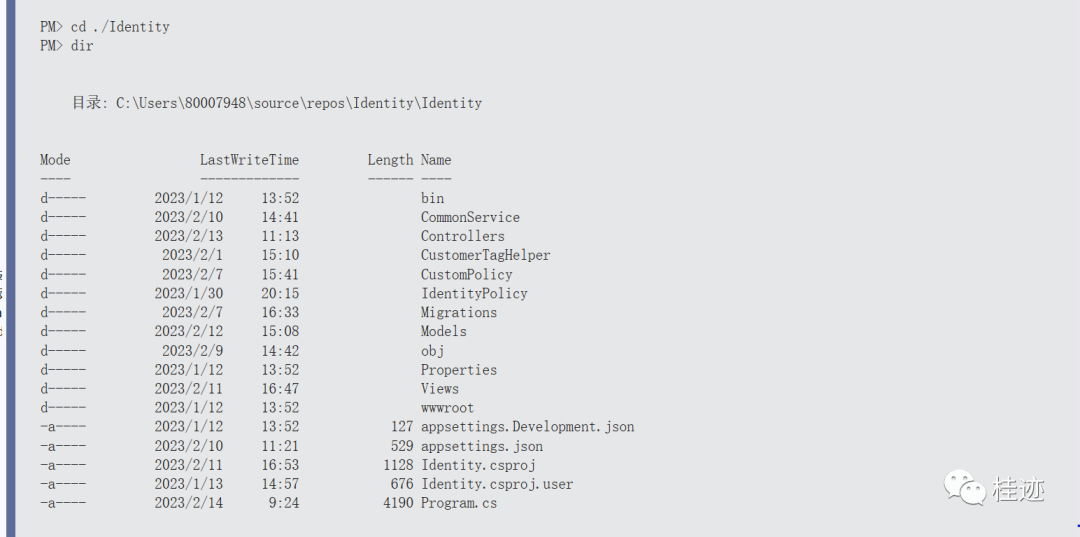 PM> cd ./Identity
PM> dir
目录: C:\Users\80007948\source\repos\Identity\Identity
Mode LastWriteTime Length Name
---- ------------- ------ ----
d----- 2023/1/12 13:52 bin
d----- 2023/2/10 14:41 CommonService
d----- 2023/2/13 11:13 Controllers
d----- 2023/2/1 15:10 CustomerTagHelper
d----- 2023/2/7 15:41 CustomPolicy
d----- 2023/1/30 20:15 IdentityPolicy
d----- 2023/2/7 16:33 Migrations
d----- 2023/2/12 15:08 Models
d----- 2023/2/9 14:42 obj
d----- 2023/1/12 13:52 Properties
d----- 2023/2/11 16:47 Views
d----- 2023/1/12 13:52 wwwroot
-a---- 2023/1/12 13:52 127 appsettings.Development.json
-a---- 2023/2/10 11:21 529 appsettings.json
-a---- 2023/2/11 16:53 1128 Identity.csproj
-a---- 2023/1/13 14:57 676 Identity.csproj.user
-a---- 2023/2/14 9:24 4190 Program.cs
桂迹